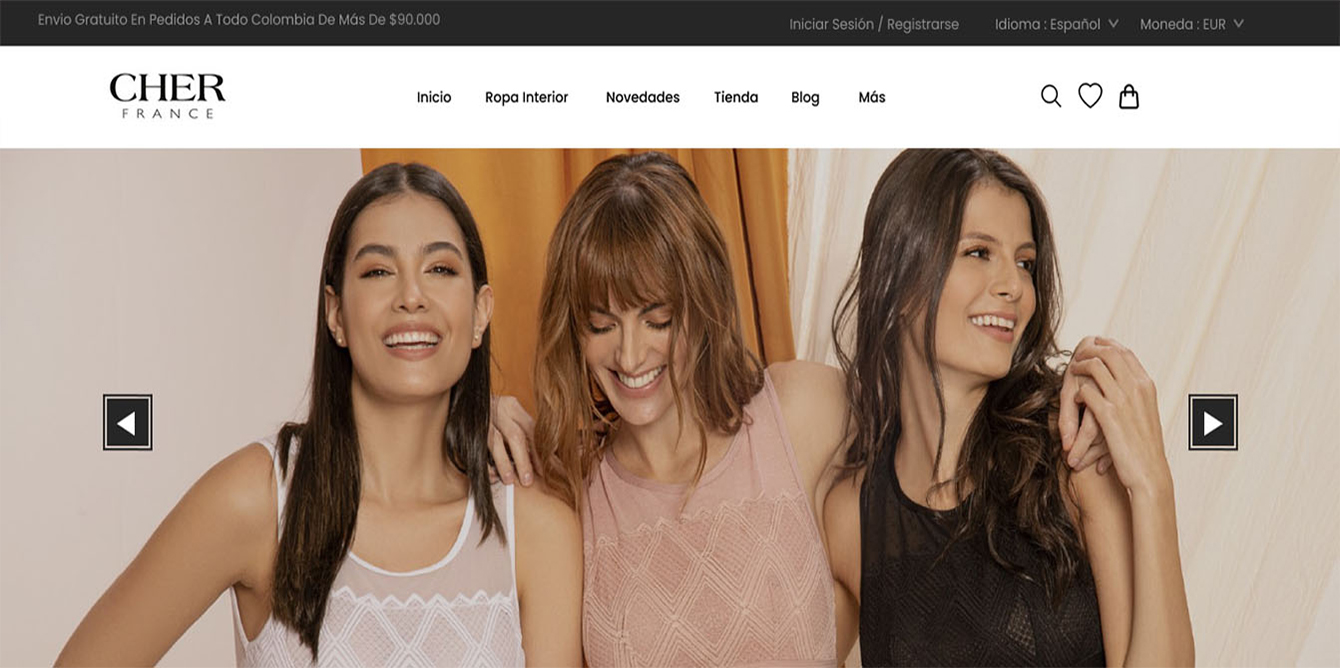 Envio Gratuito En Pedidos A Todo Colombia De Más De $90.000
Iniciar Sesión / Registrarse
Idioma : Español
Moneda : EUR
CHER
FRANCE
Inicio
Ropa Interior
Novedades
Tienda
Blog
Más